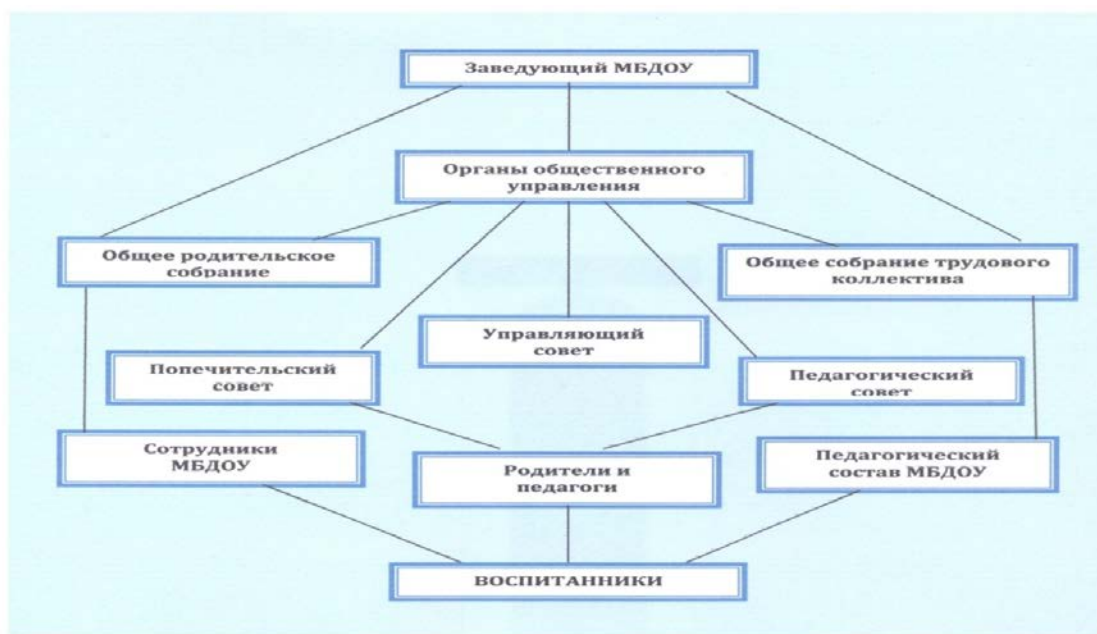 Заведующий МБДОУ
Органы общественного
управления
Общее родительское
собрание
Общее собрание трудового
коллектива
Управляющий
совет
Попечительский
совет
Педагогический
совет
Сотрудники
МБДОУ
Родители и
педагоги
Педагогический
состав МБДОУ
ВОСПИТАННИКИ